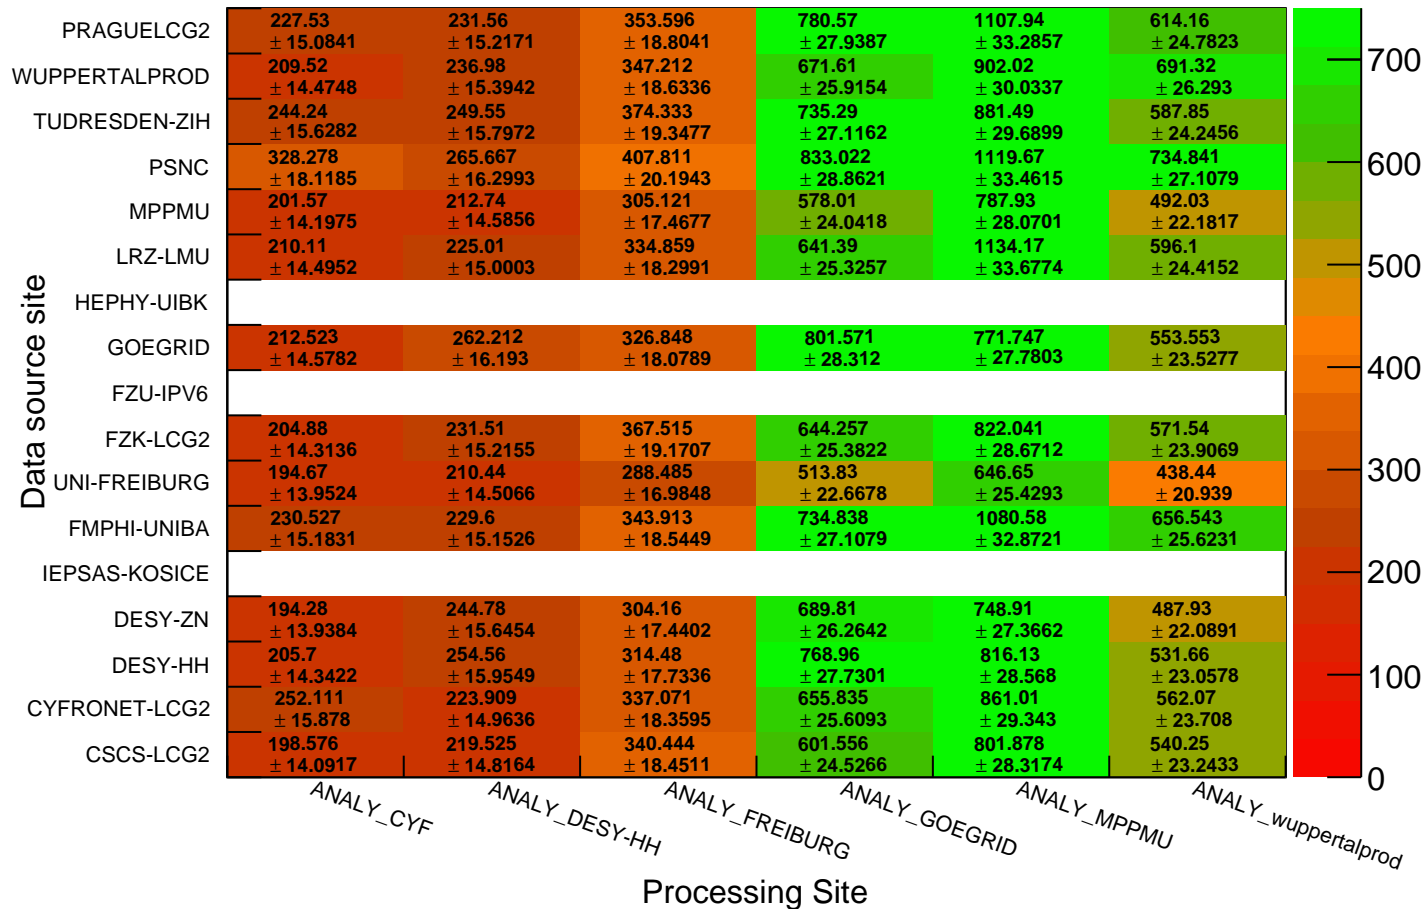 PRAGUELCG2
227.53 231.56 353.596 780.57 1107.94 614.16
± 15.0841 ± 15.2171 ± 18.8041 ± 27.9387 ± 33.2857 ± 24.7823
WUPPERTALPROD
209.52 236.98 347.212 671.61 902.02 691.32
± 14.4748 ± 15.3942 ± 18.6336 ± 25.9154 ± 30.0337 ± 26.293
TUDRESDEN-ZIH
244.24 249.55 374.333 735.29 881.49 587.85
± 15.6282 ± 15.7972 ± 19.3477 ± 27.1162 ± 29.6899 ± 24.2456
PSNC
328.278 265.667 407.811 833.022 1119.67 734.841
± 18.1185 ± 16.2993 ± 20.1943 ± 28.8621 ± 33.4615 ± 27.1079
MPPMU
201.57 212.74 305.121 578.01 787.93 492.03
± 14.1975 ± 14.5856 ± 17.4677 ± 24.0418 ± 28.0701 ± 22.1817
LRZ-LMU
210.11 225.01 334.859 641.39 1134.17 596.1
± 14.4952 ± 15.0003 ± 18.2991 ± 25.3257 ± 33.6774 ± 24.4152
HEPHY-UIBK
GOEGRID
212.523 262.212 326.848 801.571 771.747 553.553
± 14.5782 ± 16.193 ± 18.0789 ± 28.312 ± 27.7803 ± 23.5277
FZU-IPV6
FZK-LCG2
204.88 231.51 367.515 644.257 822.041 571.54
± 14.3136 ± 15.2155 ± 19.1707 ± 25.3822 ± 28.6712 ± 23.9069
UNI-FREIBURG
194.67 210.44 288.485 513.83 646.65 438.44
± 13.9524 ± 14.5066 ± 16.9848 ± 22.6678 ± 25.4293 ± 20.939
FMPHI-UNIBA
230.527 229.6 343.913 734.838 1080.58 656.543
± 15.1831 ± 15.1526 ± 18.5449 ± 27.1079 ± 32.8721 ± 25.6231
IEPSAS-KOSICE
DESY-ZN
194.28 244.78 304.16 689.81 748.91 487.93
± 13.9384 ± 15.6454 ± 17.4402 ± 26.2642 ± 27.3662 ± 22.0891
DESY-HH
205.7 254.56 314.48 768.96 816.13 531.66
± 14.3422 ± 15.9549 ± 17.7336 ± 27.7301 ± 28.568 ± 23.0578
CYFRONET-LCG2
252.111 223.909 337.071 655.835 861.01 562.07
± 15.878 ± 14.9636 ± 18.3595 ± 25.6093 ± 29.343 ± 23.708
CSCS-LCG2
198.576 219.525 340.444 601.556 801.878 540.25
± 14.0917 ± 14.8164 ± 18.4511 ± 24.5266 ± 28.3174 ± 23.2433
Data source site
ANALY_CYF
ANALY_DESY-HH
ANALY_FREIBURG
ANALY_GOEGRID
ANALY_MPPMU
ANALY_wuppertalprod
Processing Site
700
600
500
400
300
200
100
0